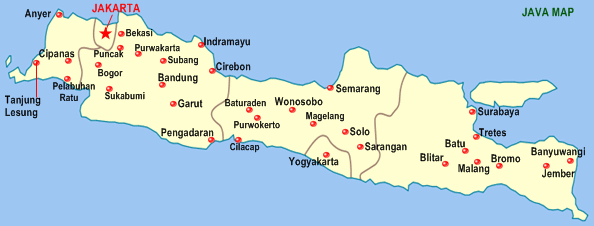 JAKARTA
JAVA MAP
Anyer
Bekasi
Indramayu
Cipanas
Puncak
Purwakarta
Subang
Cirebon
Bogor
Bandung
Pelabuhan
Ratu
Sukabumi
Semarang
Tanjung
Lesung
Garut
Baturaden
Wonosobo
Surabaya
Magelang
Purwokerto
Pengadaran
Solo
Tretes
Cilacap
Sarangan
Batu
Banyuwangi
Yogyakarta
Blitar
Bromo
Malang
Jember